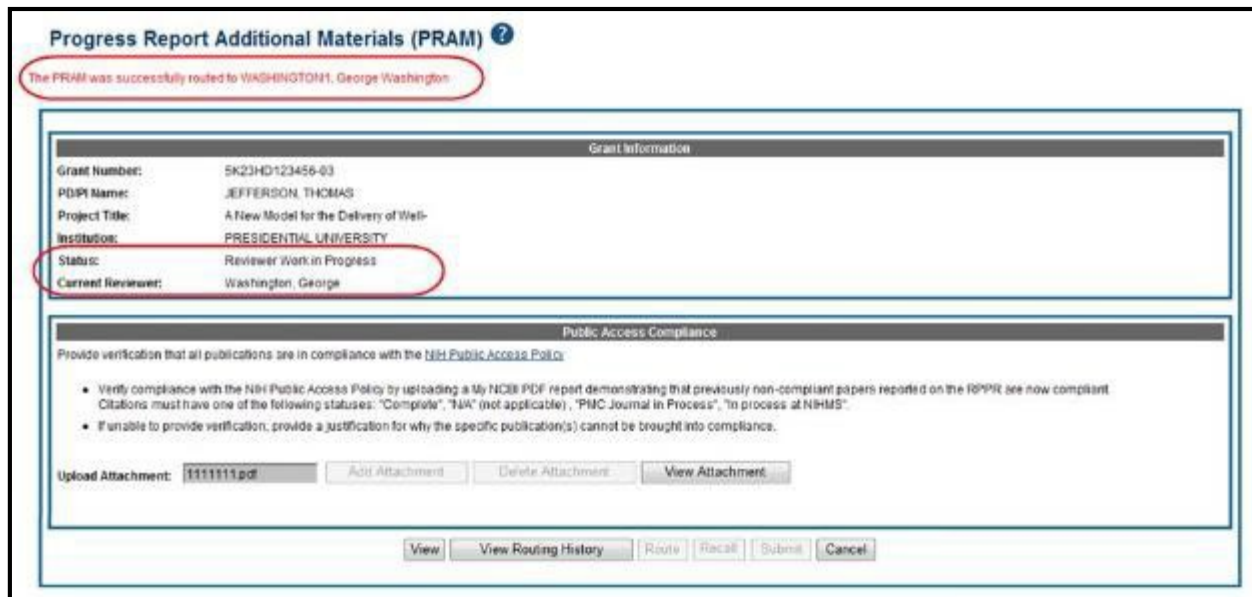 Progress Report Additional Materials (PRAM) ?
The PRAM was successfully routed to WASHINGTON1, George Washington
Grant Information
Grant Number: 5K23HD123456-03
PD/PI Name: JEFFERSON, THOMAS
Project Title: A New Model for the Delivery of Well-
Institution: PRESIDENTIAL UNIVERSITY
Status: Reviewer Work in Progress
Current Reviewer: Washington, George
Public Access Compliance
Provide verification that all publications are in compliance with the NIH Public Access Policy
• Verify compliance with the NIH Public Access Policy by uploading a My NCBI PDF report demonstrating that previously non-compliant papers reported on the RPPR are now compliant.
Citations must have one of the following statuses: "Complete", "N/A" (not applicable) , "PMC Journal in Process", "In process at NIHMS".
• If unable to provide verification, provide a justification for why the specific publication(s) cannot be brought into compliance.
Upload Attachment: 1111111.pdf Add Attachment Delete Attachment View Attachment
View View Routing History Route Recall Submit Cancel